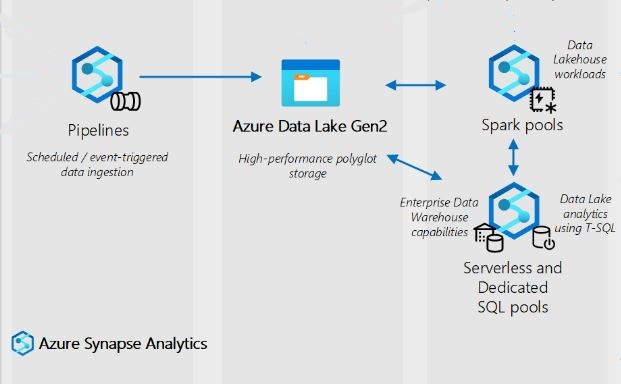 Data
Lakehouse
workloads
Pipelines
Scheduled / event-triggered
data ingestion
Azure Data Lake Gen2
High-performance polyglot
storage
Spark pools
Enterprise Data
Warehouse
capabilities
Data Lake
analytics
using T-SQL
Serverless and
Dedicated
SQL pools
Azure Synapse Analytics